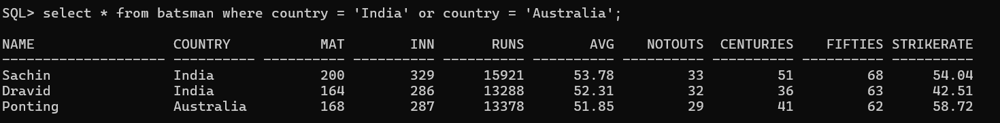 SQL> select * from batsman where country = 'India' or country = 'Australia';
NAME                 COUNTRY           MAT        INN       RUNS        AVG    NOTOUTS  CENTURIES    FIFTIES STRIKERATE
-------------------- ---------- ---------- ---------- ---------- ---------- ---------- ---------- ---------- ----------
Sachin               India             200        329      15921      53.78         33         51         68      54.04
Dravid               India             164        286      13288      52.31         32         36         63      42.51
Ponting              Australia         168        287      13378      51.85         29         41         62      58.72